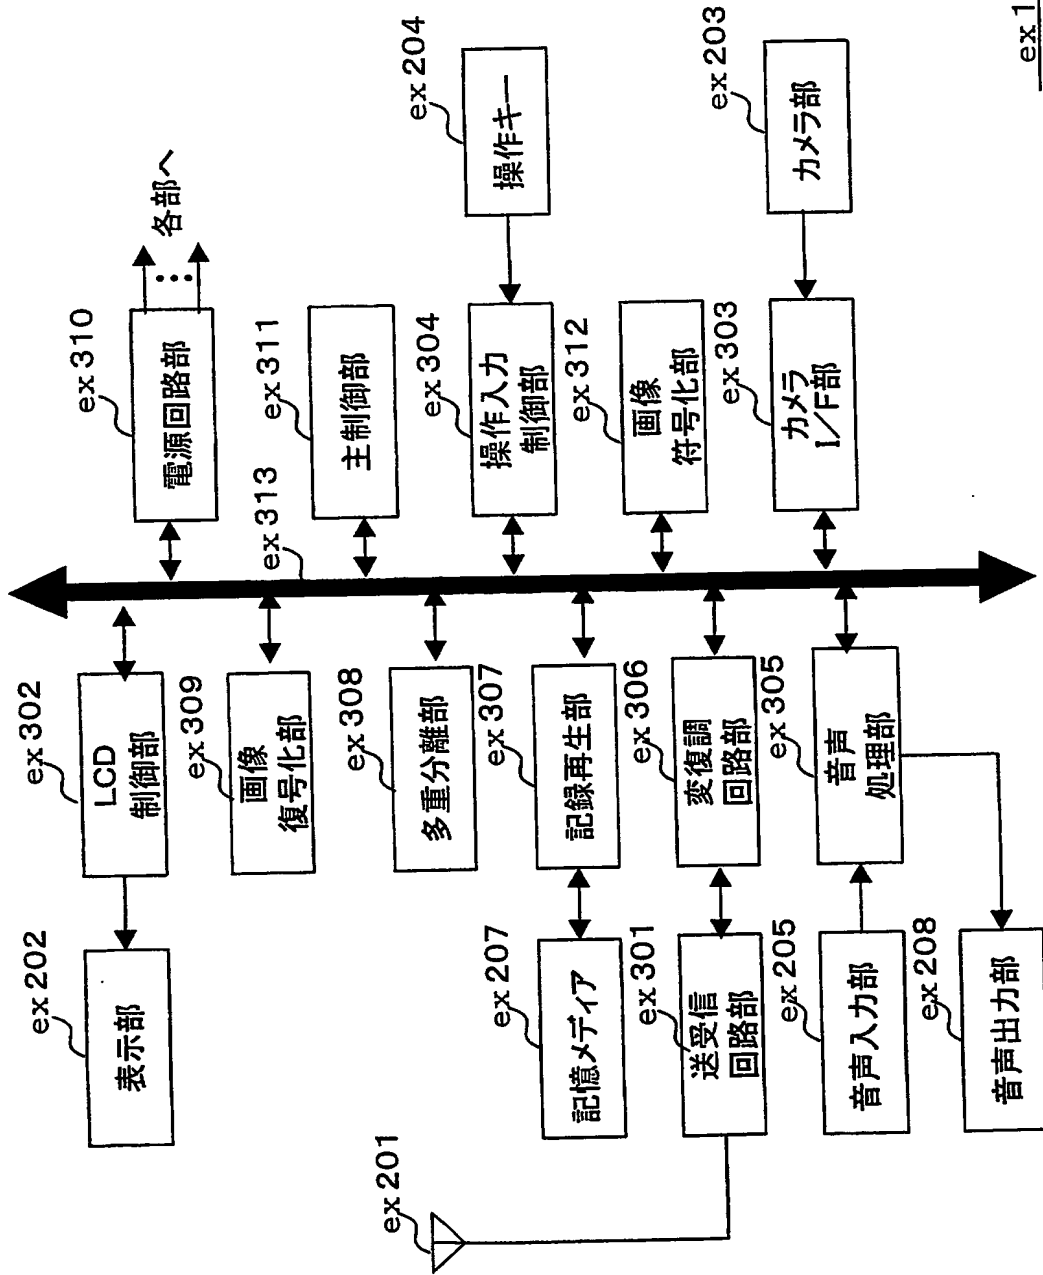 ex 201
ex 202
表示部
ex 302
LCD
制御部
ex 309
画像
復号化部
ex 308
多重分離部
ex 207
記憶メディア
ex 307
記録再生部
ex 301
送受信
回路部
ex 306
変復調
回路部
ex 205
音声入力部
ex 305
音声
処理部
ex 208
音声出力部
ex 313
ex 310
電源回路部
各部へ
ex 311
主制御部
ex 304
操作入力
制御部
ex 204
操作キー
ex 312
画像
符号化部
ex 303
カメラ
I/F部
ex 203
カメラ部
ex 1